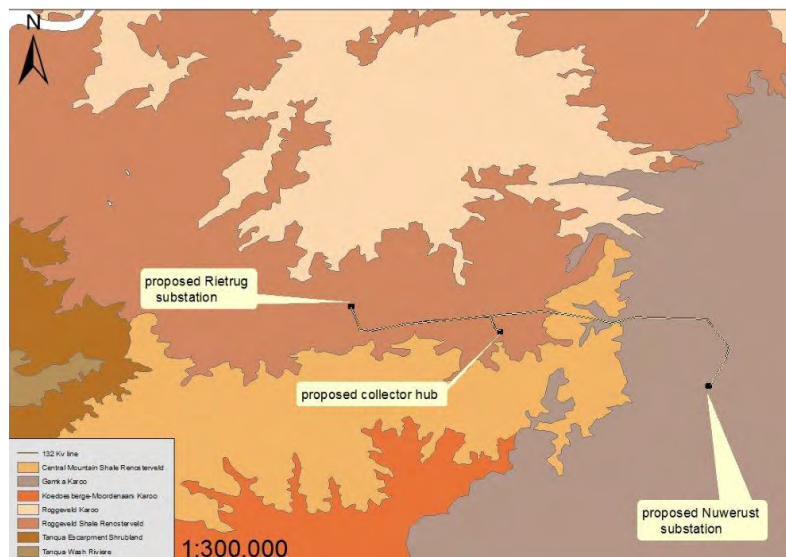 N
proposed Rietrug
substation
proposed collector hub
proposed Nuwerust
substation
132 Kv line
Central Mountain Shale Renosterveld
Gamka Karoo
Koedoesberge-Moordenaars Karoo
Roggeveld Karoo
Roggeveld Shale Renosterveld
Tanqua Escarpment Shrubland
Tanqua Wash Riviere
1:300,000